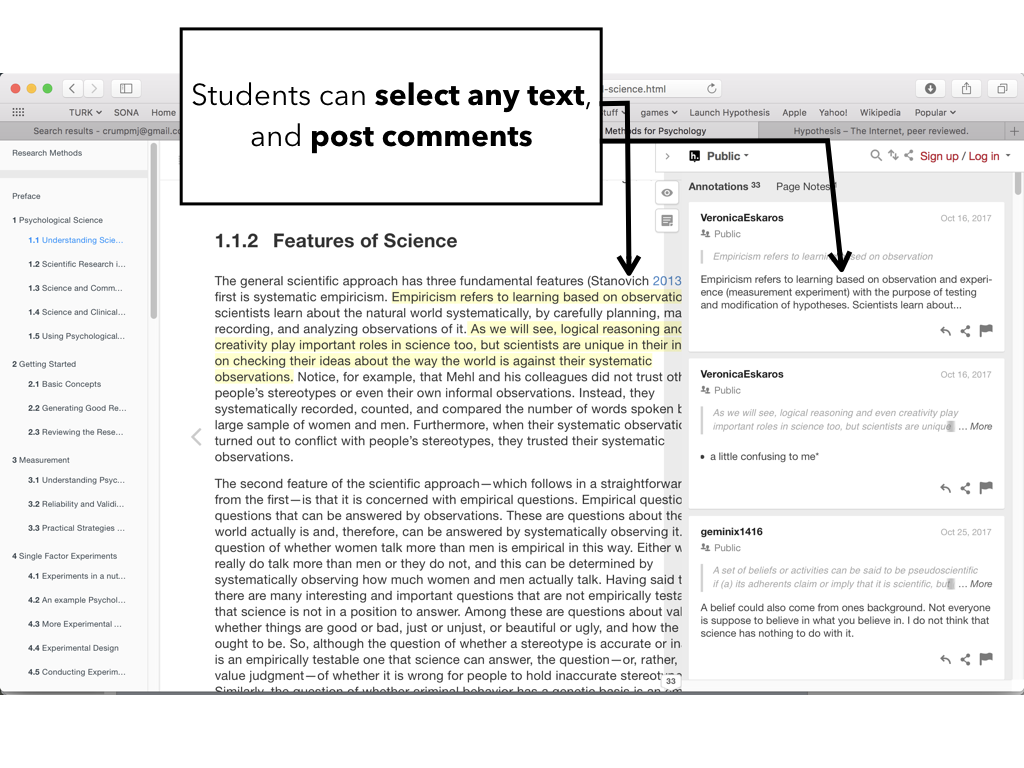 Students can select any text,
and post comments
-science.html
TURK
SONA
Home
stuff
games
Launch Hypothesis
Apple
Yahoo!
Wikipedia
Popular
Search results - crumpmj@gmail.co
Methods for Psychology
Hypothesis – The Internet, peer reviewed.
Research Methods
Preface
1 Psychological Science
1.1 Understanding Scie...
1.2 Scientific Research i...
1.3 Science and Comm...
1.4 Science and Clinical...
1.5 Using Psychological...
2 Getting Started
2.1 Basic Concepts
2.2 Generating Good Re...
2.3 Reviewing the Rese...
3 Measurement
3.1 Understanding Psyc...
3.2 Reliability and Validi...
3.3 Practical Strategies ...
4 Single Factor Experiments
4.1 Experiments in a nut...
4.2 An example Psychol...
4.3 More Experimental ...
4.4 Experimental Design
4.5 Conducting Experim...
1.1.2 Features of Science
The general scientific approach has three fundamental features (Stanovich 2013
first is systematic empiricism. Empiricism refers to learning based on observatio
scientists learn about the natural world systematically, by carefully planning, ma
recording, and analyzing observations of it. As we will see, logical reasoning and
creativity play important roles in science too, but scientists are unique in their in
on checking their ideas about the way the world is against their systematic
observations. Notice, for example, that Mehl and his colleagues did not trust oth
people's stereotypes or even their own informal observations. Instead, they
systematically recorded, counted, and compared the number of words spoken b
large sample of women and men. Furthermore, when their systematic observatio
turned out to conflict with people's stereotypes, they trusted their systematic
observations.
The second feature of the scientific approach—which follows in a straightforwar
from the first—is that it is concerned with empirical questions. Empirical questio
questions that can be answered by observations. These are questions about the
world actually is and, therefore, can be answered by systematically observing it.
question of whether women talk more than men is empirical in this way. Either w
really do talk more than men or they do not, and this can be determined by
systematically observing how much women and men actually talk. Having said t
there are many interesting and important questions that are not empirically testa
that science is not in a position to answer. Among these are questions about val
whether things are good or bad, just or unjust, or beautiful or ugly, and how the
ought to be. So, although the question of whether a stereotype is accurate or in
is an empirically testable one that science can answer, the question—or, rather,
value judgment—of whether it is wrong for people to hold inaccurate stereotype
Similarly, the question of whether criminal behavior has a genetic basis is an em
33
Public
Sign up / Log in
Annotations 33
Page Notes
VeronicaEskaros
Oct 16, 2017
Public
Empiricism refers to learning based on observation
Empiricism refers to learning based on observation and experi-
ence (measurement experiment) with the purpose of testing
and modification of hypotheses. Scientists learn about...
VeronicaEskaros
Oct 16, 2017
Public
As we will see, logical reasoning and even creativity play
important roles in science too, but scientists are unique ... More
• a little confusing to me*
geminix1416
Oct 25, 2017
Public
A set of beliefs or activities can be said to be pseudoscientific
if (a) its adherents claim or imply that it is scientific, but ... More
A belief could also come from ones background. Not everyone
is suppose to believe in what you believe in. I do not think that
science has nothing to do with it.